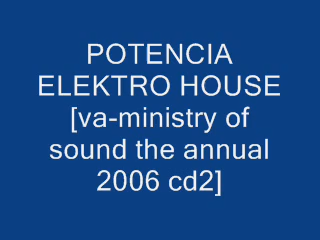 POTENCIA
ELEKTRO HOUSE
[va-ministry of
sound the annual
2006 cd2]